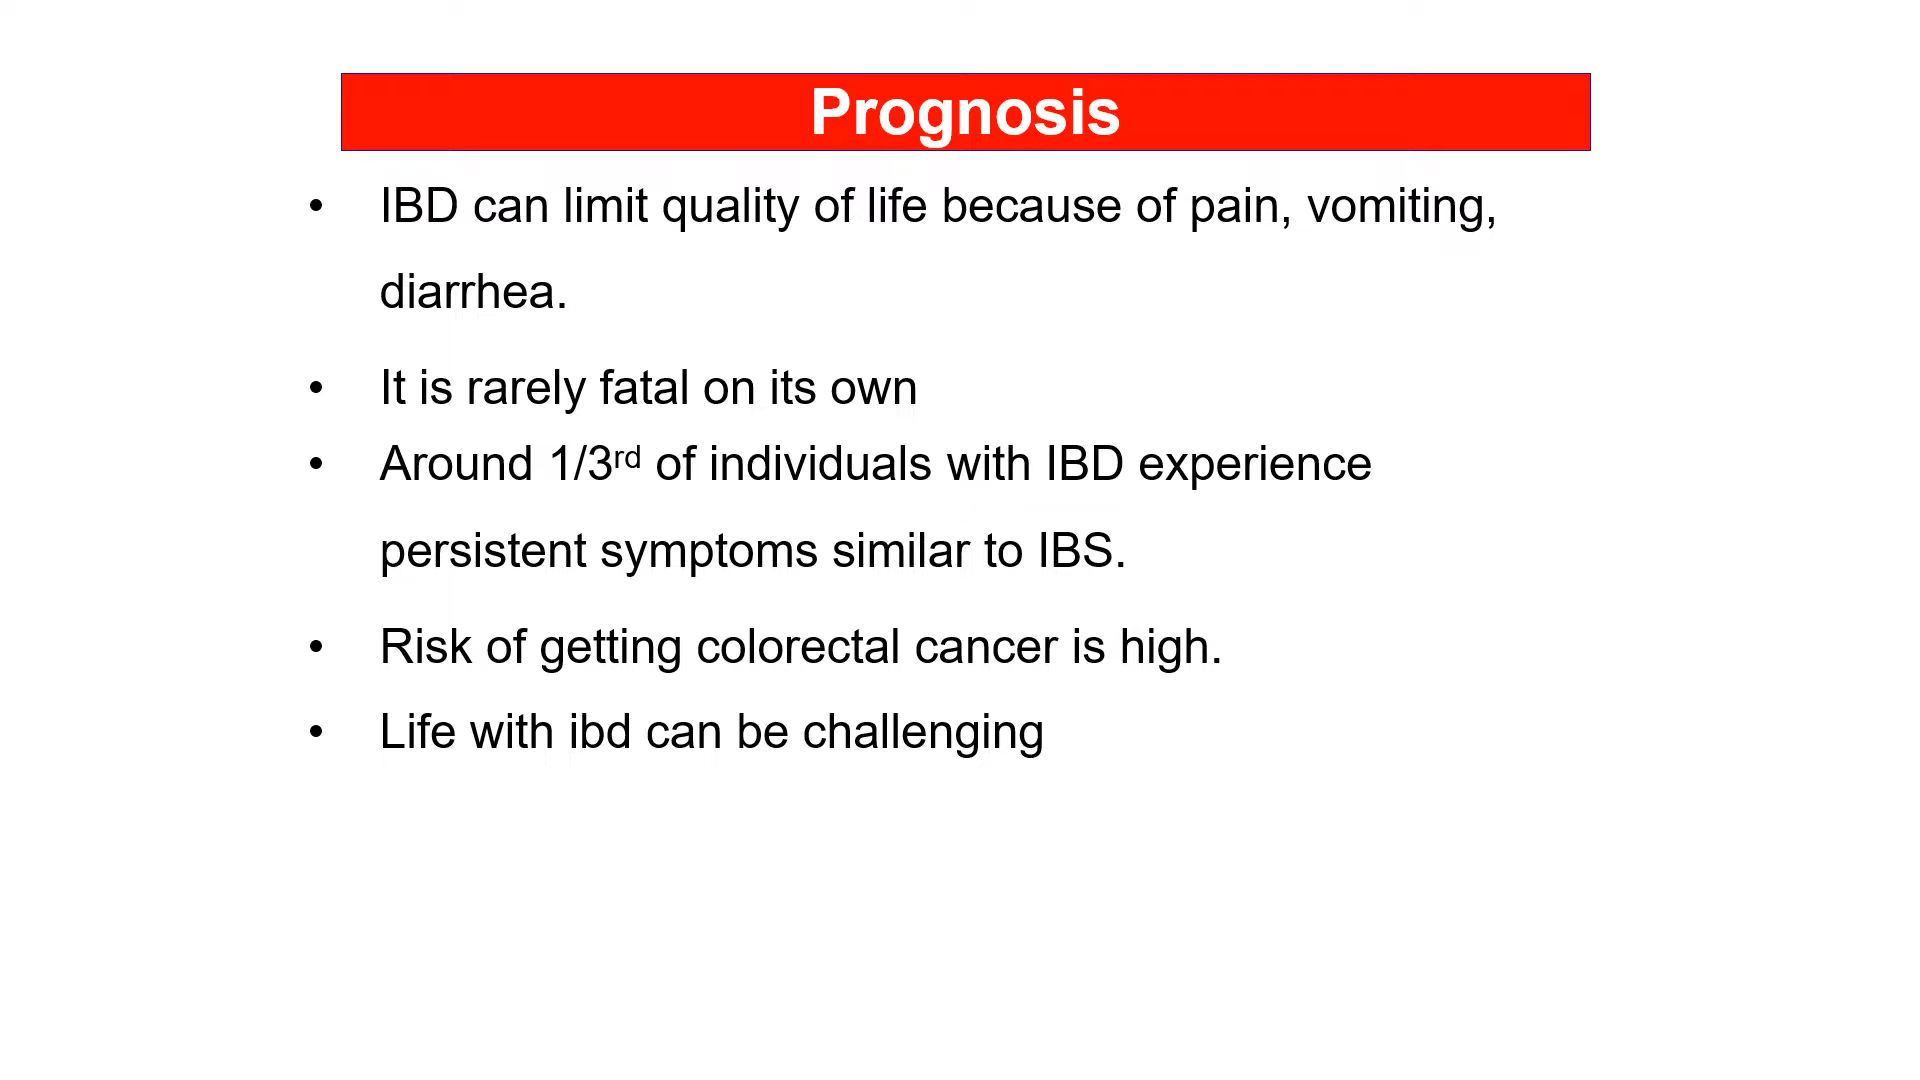 Prognosis
• IBD can limit quality of life because of pain, vomiting,
diarrhea.
• It is rarely fatal on its own
• Around 1/3rd of individuals with IBD experience
persistent symptoms similar to IBS.
• Risk of getting colorectal cancer is high.
• Life with ibd can be challenging